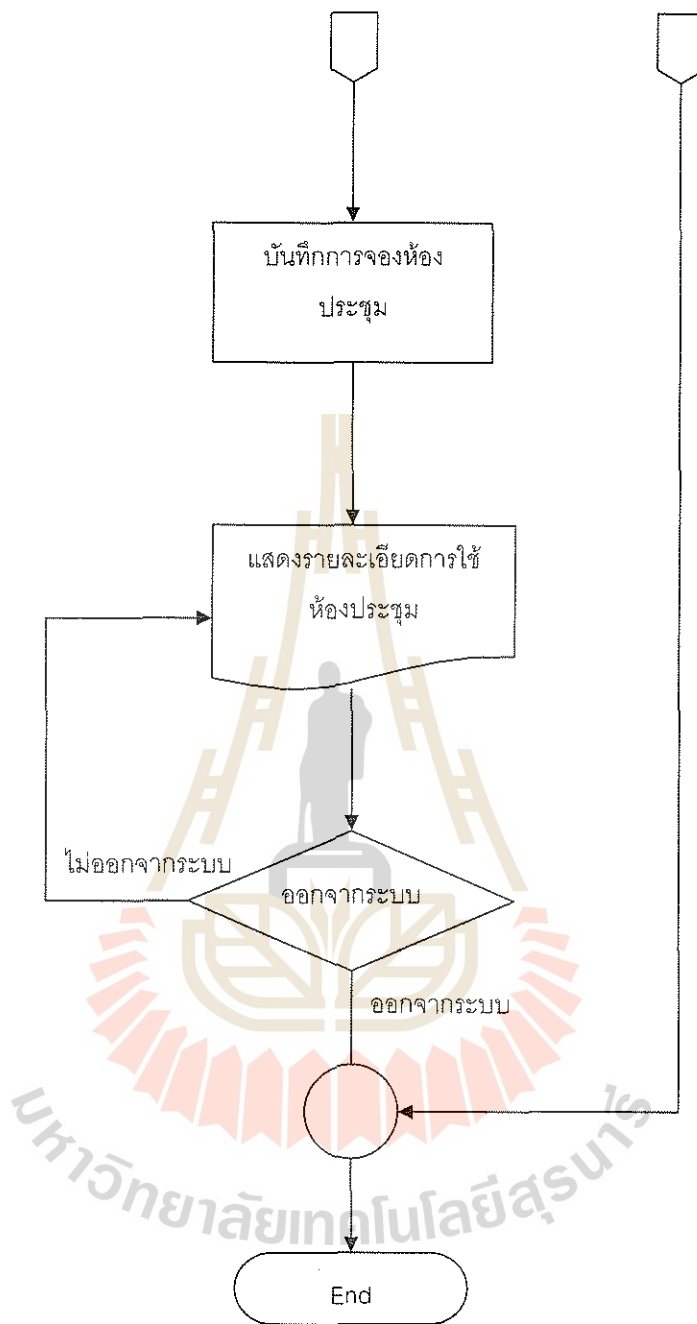 บันทึกการจองห้อง
ประชุม
แสดงรายละเอียดการใช้
ห้องประชุม
ไม่ออกจากระบบ
ออกจากระบบ
ออกจากระบบ
End
มหาวิทยาลัยเทคโนโลยีสุรนารี